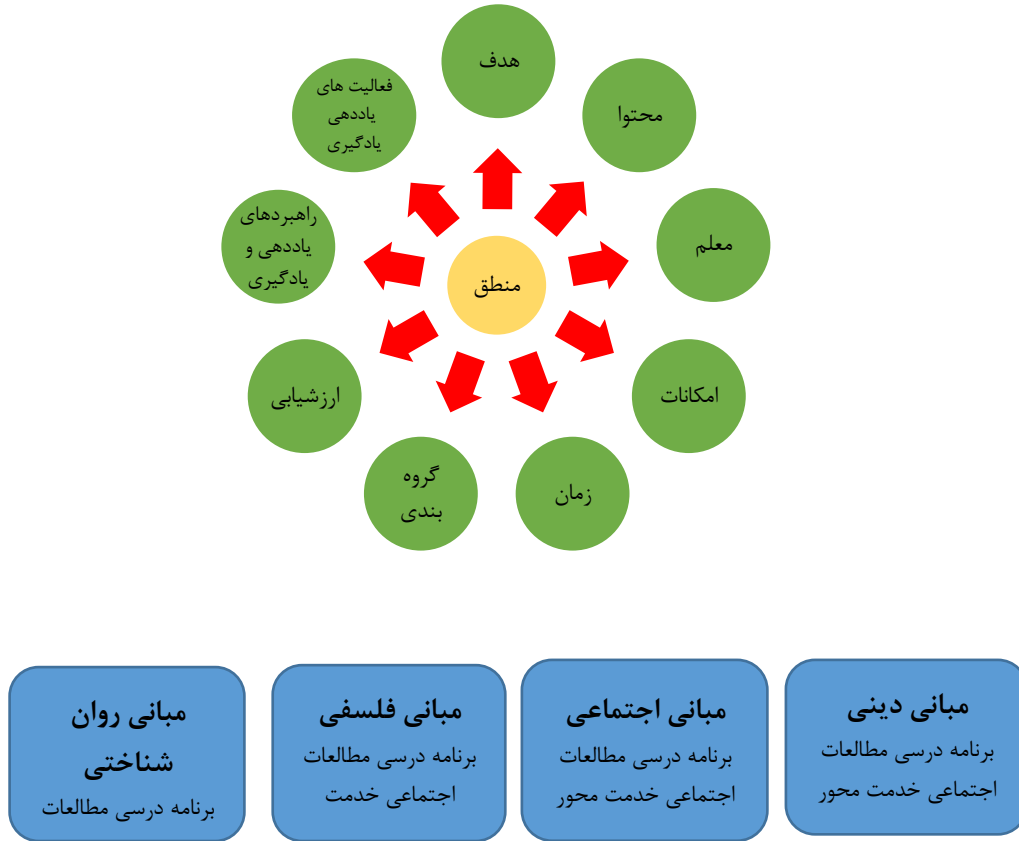 هدف
محتوا
معلم
امکانات
زمان
گروه
بندی
ارزشیابی
راهبردهای
یاددهی و
یادگیری
فعالیت های
یاددهی
یادگیری
منطق
مبانی دینی
برنامه درسی مطالعات
اجتماعی خدمت محور
مبانی اجتماعی
برنامه درسی مطالعات
اجتماعی خدمت محور
مبانی فلسفی
برنامه درسی مطالعات
اجتماعی خدمت
مبانی روان
شناختی
برنامه درسی مطالعات